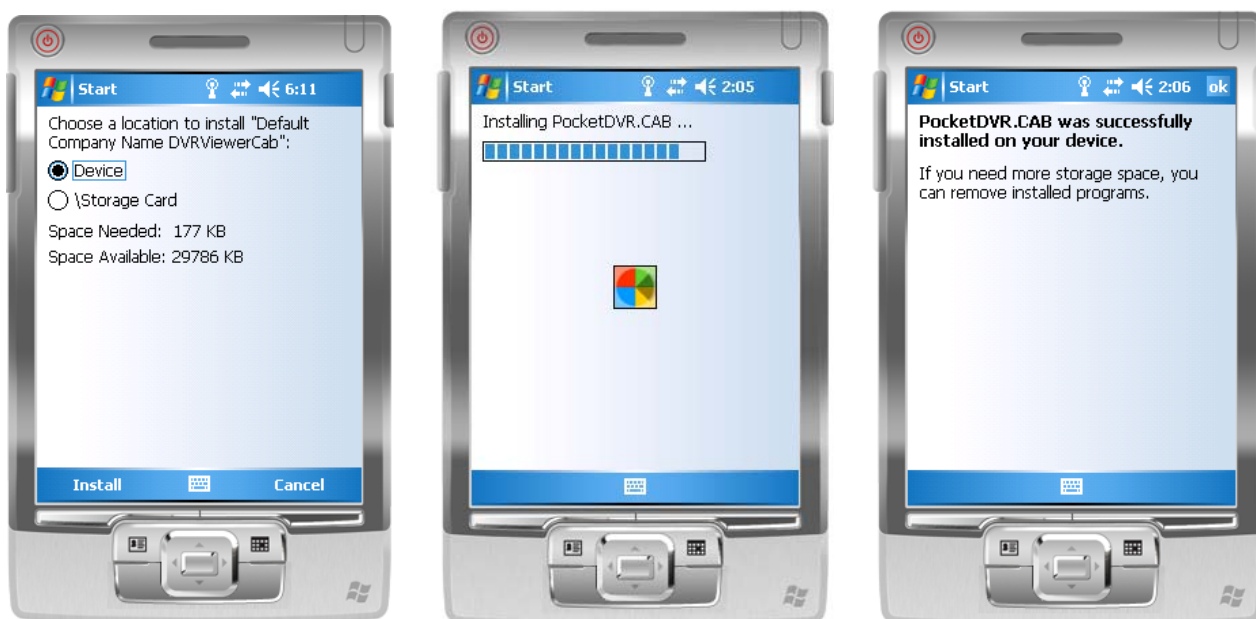 Start 6:11
Choose a location to install "Default
Company Name DVRViewerCab":
Device
\Storage Card
Space Needed: 177 KB
Space Available: 29786 KB
Install Cancel
Start 2:05
Installing PocketDVR.CAB ...
Start 2:06 ok
PocketDVR.CAB was successfully
installed on your device.
If you need more storage space, you
can remove installed programs.